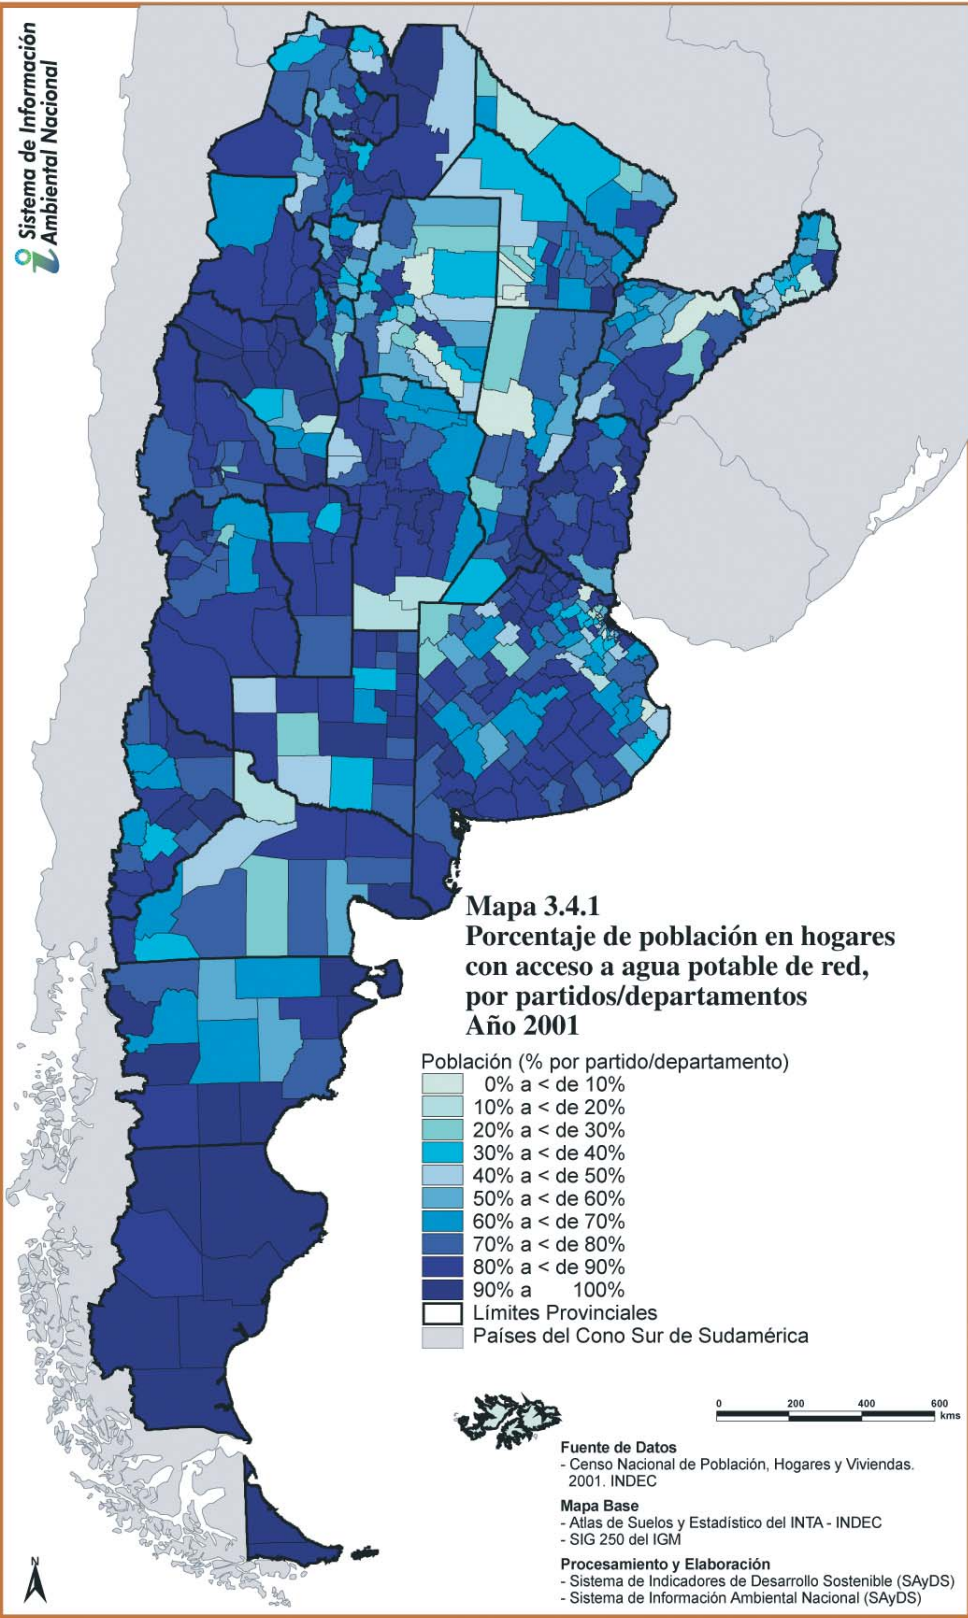 Sistema de Información
Ambiental Nacional
Mapa 3.4.1
Porcentaje de población en hogares
con acceso a agua potable de red,
por partidos/departamentos
Año 2001
Población (% por partido/departamento)
0% a < de 10%
10% a < de 20%
20% a < de 30%
30% a < de 40%
40% a < de 50%
50% a < de 60%
60% a < de 70%
70% a < de 80%
80% a < de 90%
90% a 100%
Límites Provinciales
Países del Cono Sur de Sudamérica
0 200 400 600
kms
Fuente de Datos
- Censo Nacional de Población, Hogares y Viviendas.
2001. INDEC
Mapa Base
- Atlas de Suelos y Estadístico del INTA - INDEC
- SIG 250 del IGM
Procesamiento y Elaboración
- Sistema de Indicadores de Desarrollo Sostenible (SAyDS)
- Sistema de Información Ambiental Nacional (SAyDS)
N